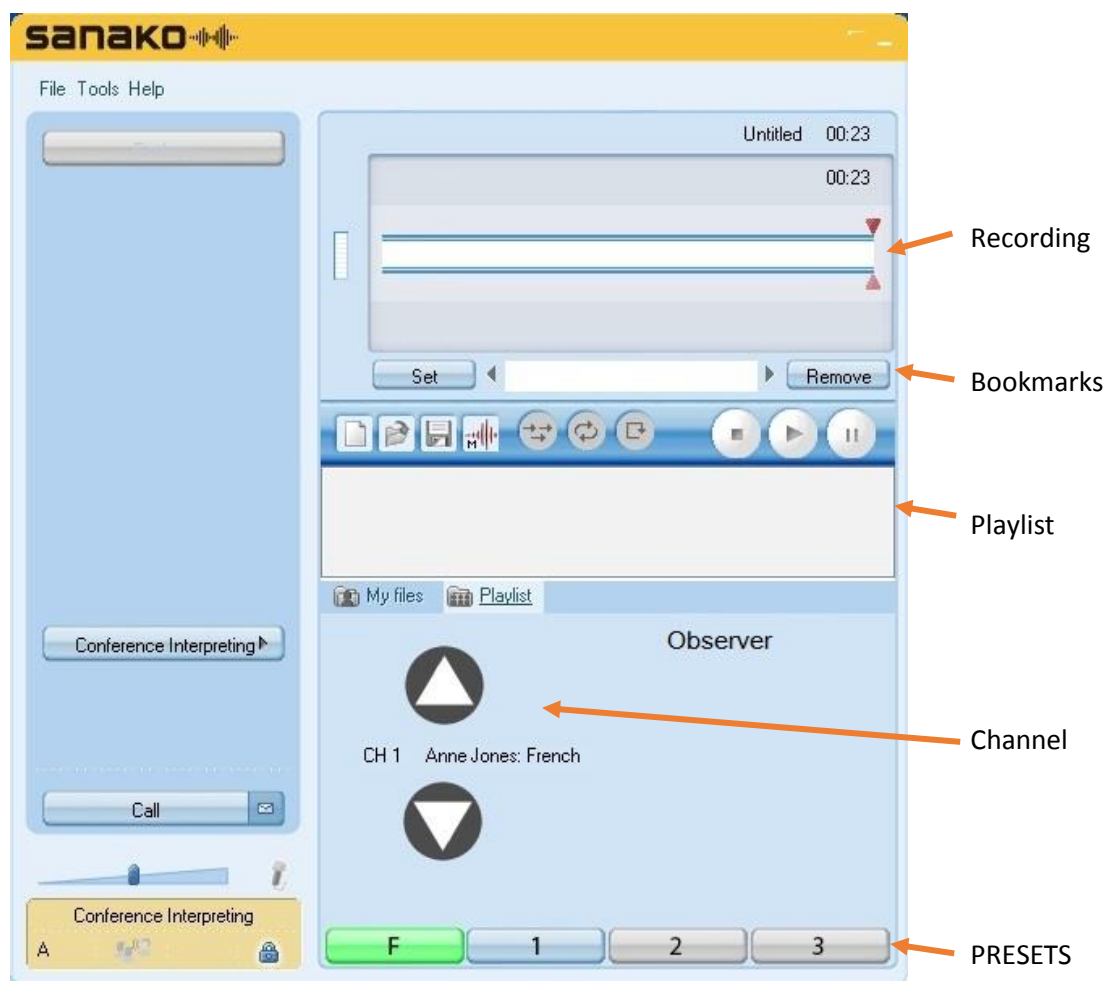 sanako
File Tools Help
Untitled 00:23
00:23
Recording
Set
Remove
Bookmarks
M
Playlist
My files Playlist
Conference Interpreting
Observer
CH 1 Anne Jones: French
Channel
Call
Conference Interpreting
A
F 1 2 3
PRESETS